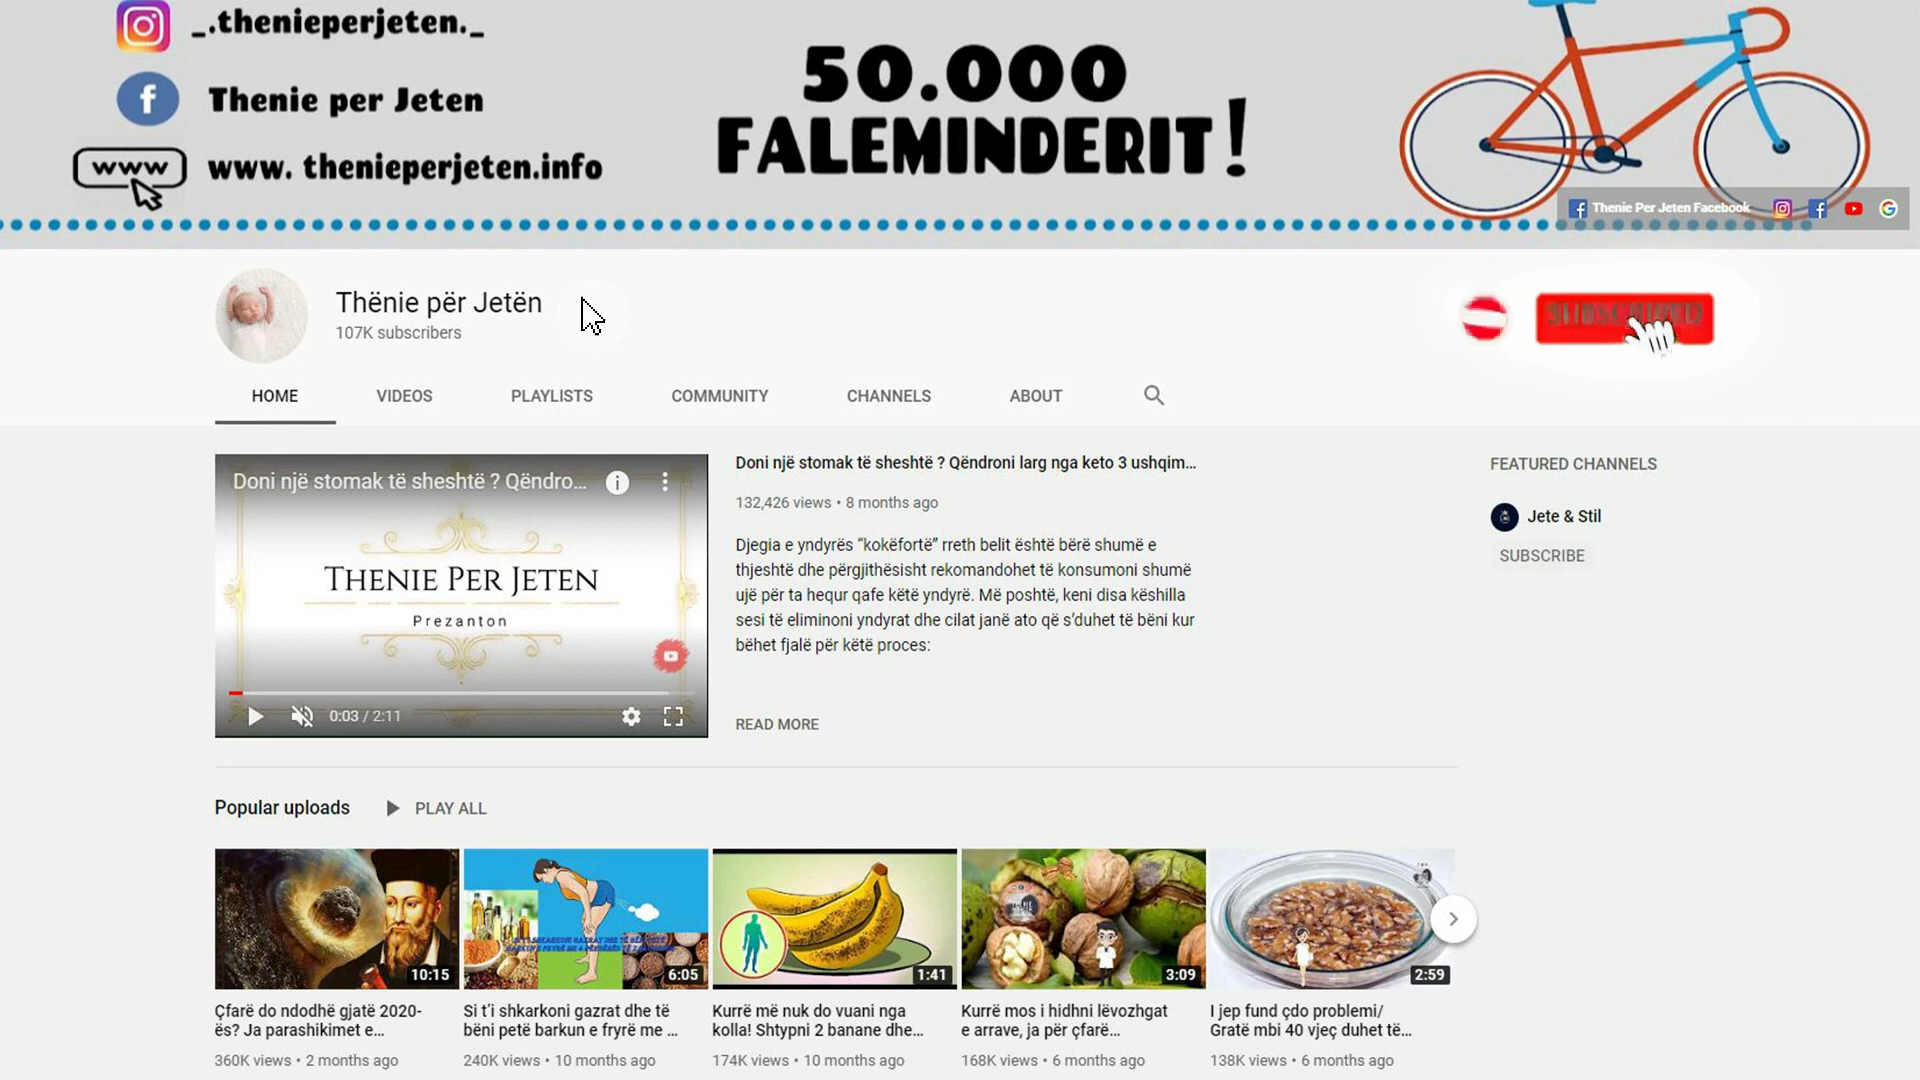 _.thenieperjeten._
Thenie per Jeten
www
www. thenieperjeten.info
50.000
FALEMINDERIT!
Thenie Per Jeten Facebook
Thënie për Jetën
107K subscribers
HOME
VIDEOS
PLAYLISTS
COMMUNITY
CHANNELS
ABOUT
Doni një stomak të sheshtë ? Qëndro...
THENIE PER JETEN
Prezanton
0:03 / 2:11
Doni një stomak të sheshtë ? Qëndroni larg nga keto 3 ushqim...
132,426 views • 8 months ago
Djegia e yndyrës “kokëfortë” rreth belit është bërë shumë e
thjeshtë dhe përgjithësisht rekomandohet të konsumoni shumë
ujë për ta hequr qafe këtë yndyrë. Më poshtë, keni disa këshilla
sesi të eliminoni yndyrat dhe cilat janë ato që s’duhet të bëni kur
bëhet fjalë për këtë proces:
READ MORE
FEATURED CHANNELS
Jete & Stil
SUBSCRIBE
Popular uploads
PLAY ALL
10:15
6:05
1:41
3:09
2:59
Çfarë do ndodhë gjatë 2020-
ës? Ja parashikimet e...
360K views • 2 months ago
Si t’i shkarkoni gazrat dhe të
bëni petë barkun e fryrë me ...
240K views • 10 months ago
Kurrë më nuk do vuani nga
kolla! Shtypni 2 banane dhe...
174K views • 10 months ago
Kurrë mos i hidhni lëvozhgat
e arrave, ja për çfarë...
168K views • 6 months ago
I jep fund çdo problemi/
Gratë mbi 40 vjeç duhet të...
138K views • 6 months ago